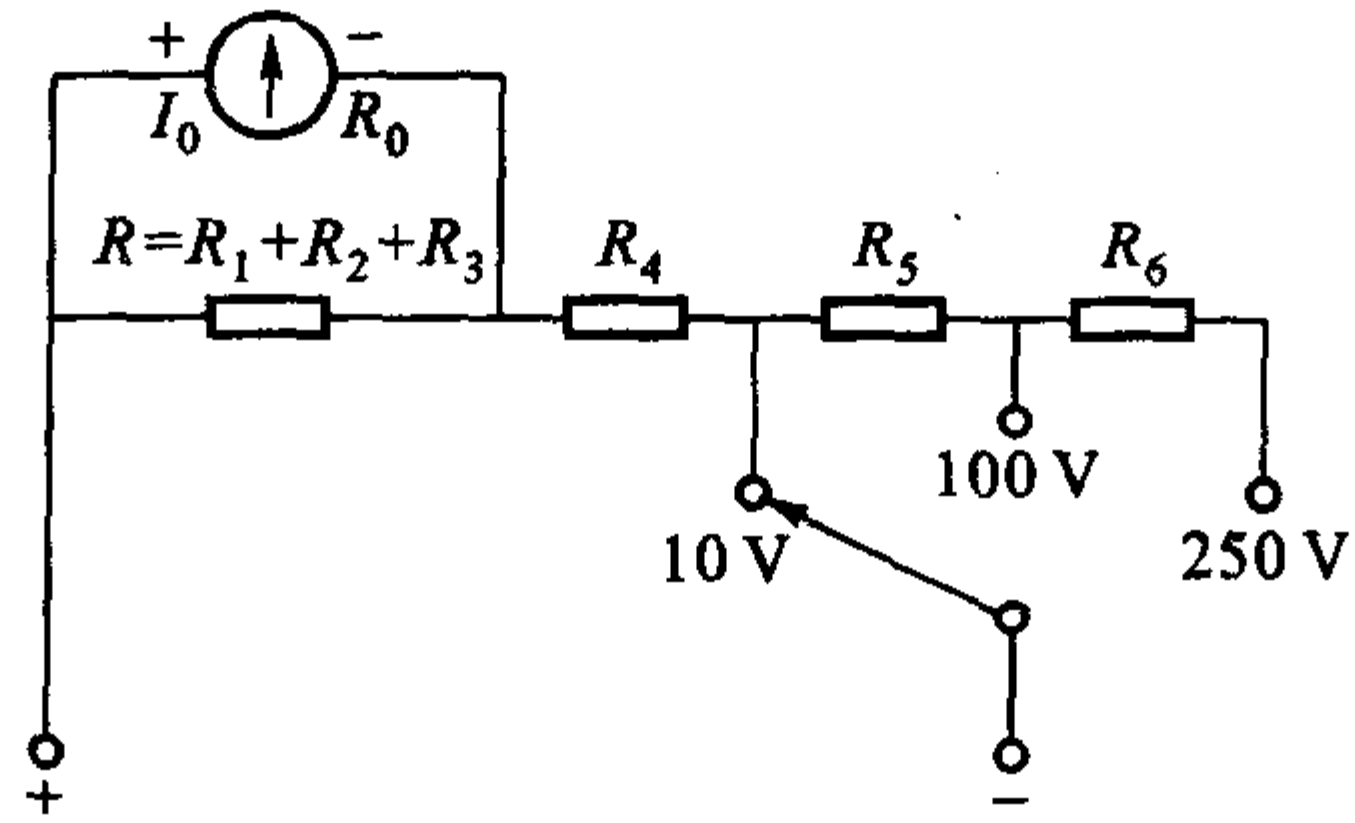 + −
I₀ R₀
R=R₁+R₂+R₃ R₄ R₅ R₆
100 V
10 V 250 V
+ −